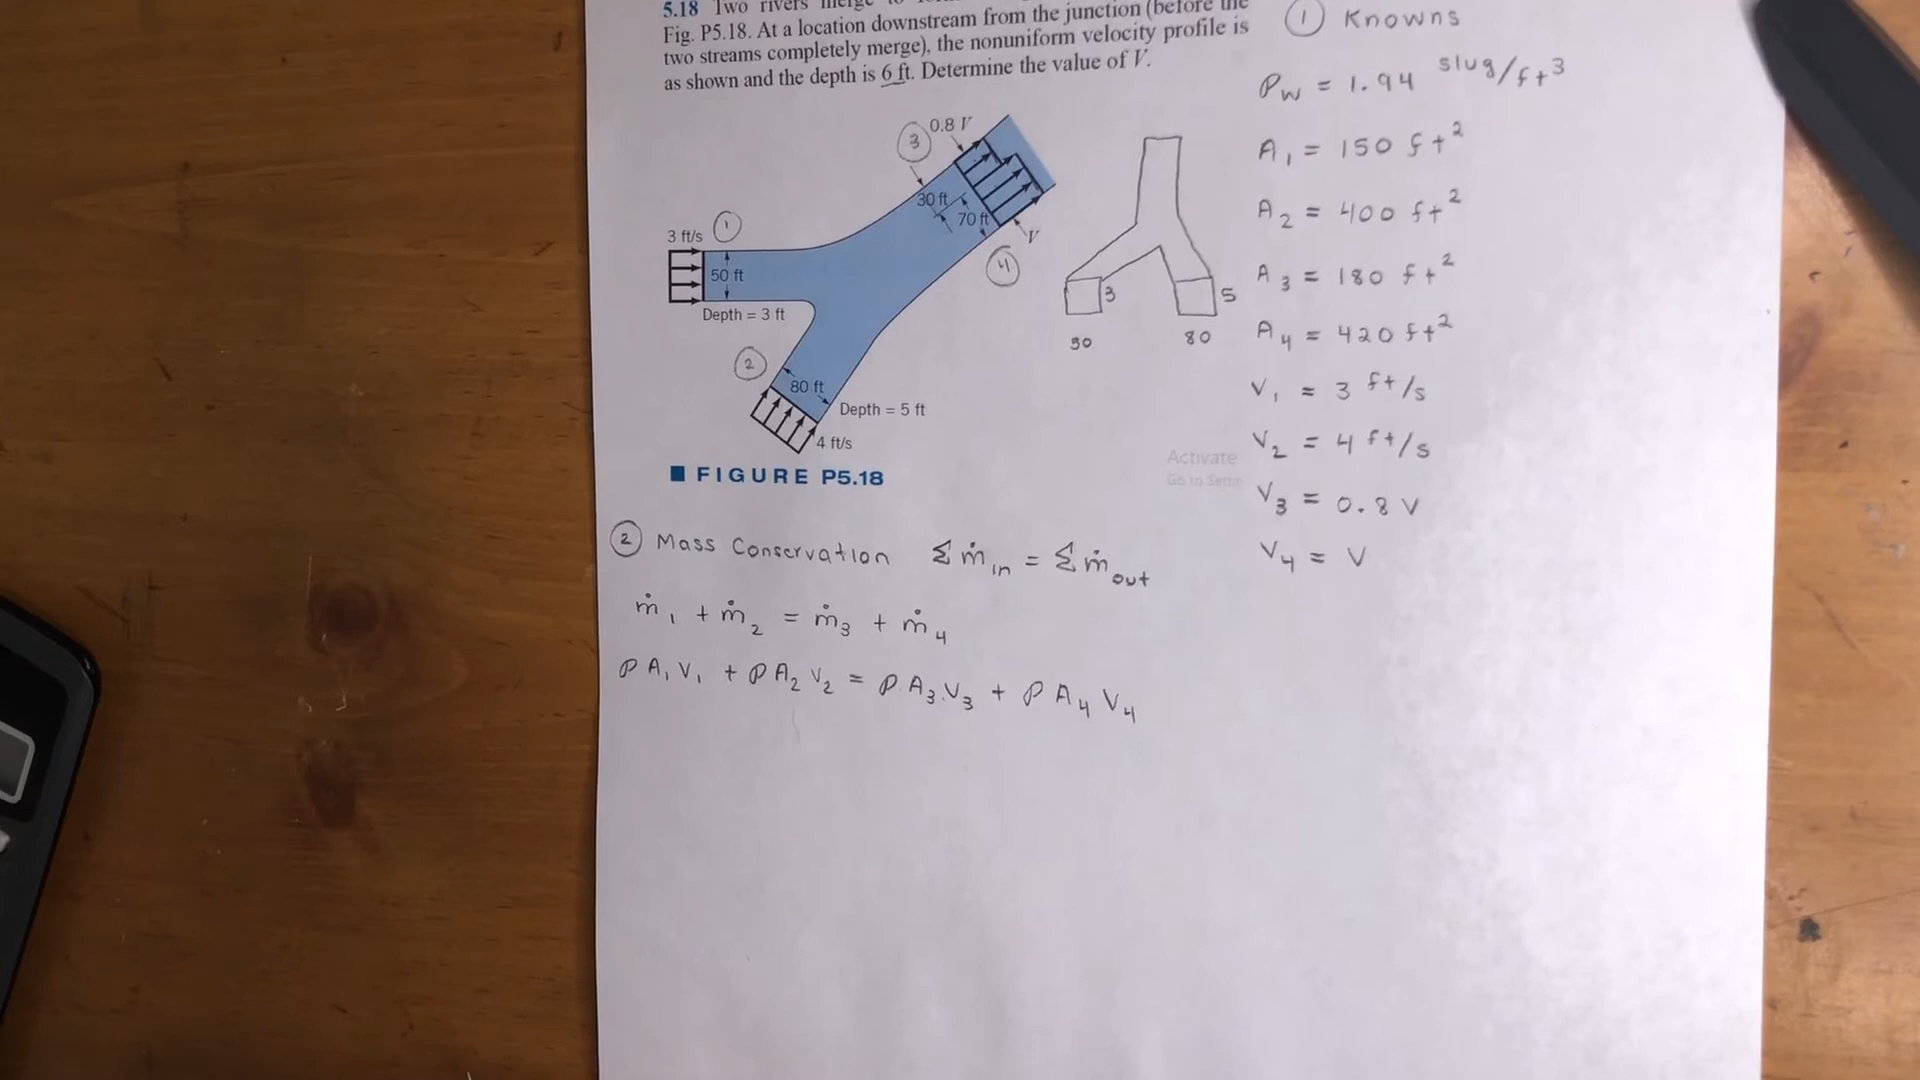 5.18 Two rivers merge to
Fig. P5.18. At a location downstream from the junction (before the
two streams completely merge), the nonuniform velocity profile is
as shown and the depth is 6 ft. Determine the value of V.
① Knowns
ρw = 1.94 slug/ft³
A₁ = 150 ft²
A₂ = 400 ft²
A₃ = 180 ft²
A₄ = 420 ft²
V₁ = 3 ft/s
V₂ = 4 ft/s
V₃ = 0.8 V
V₄ = V
0.8 V
③
30 ft
70 ft
V
④
①
3 ft/s
50 ft
Depth = 3 ft
②
80 ft
Depth = 5 ft
4 ft/s
3
5
50
80
FIGURE P5.18
Activate
Go to Settin
② Mass Conservation Σṁin = Σṁout
ṁ₁ + ṁ₂ = ṁ₃ + ṁ₄
ρA₁V₁ + ρA₂V₂ = ρA₃V₃ + ρA₄V₄